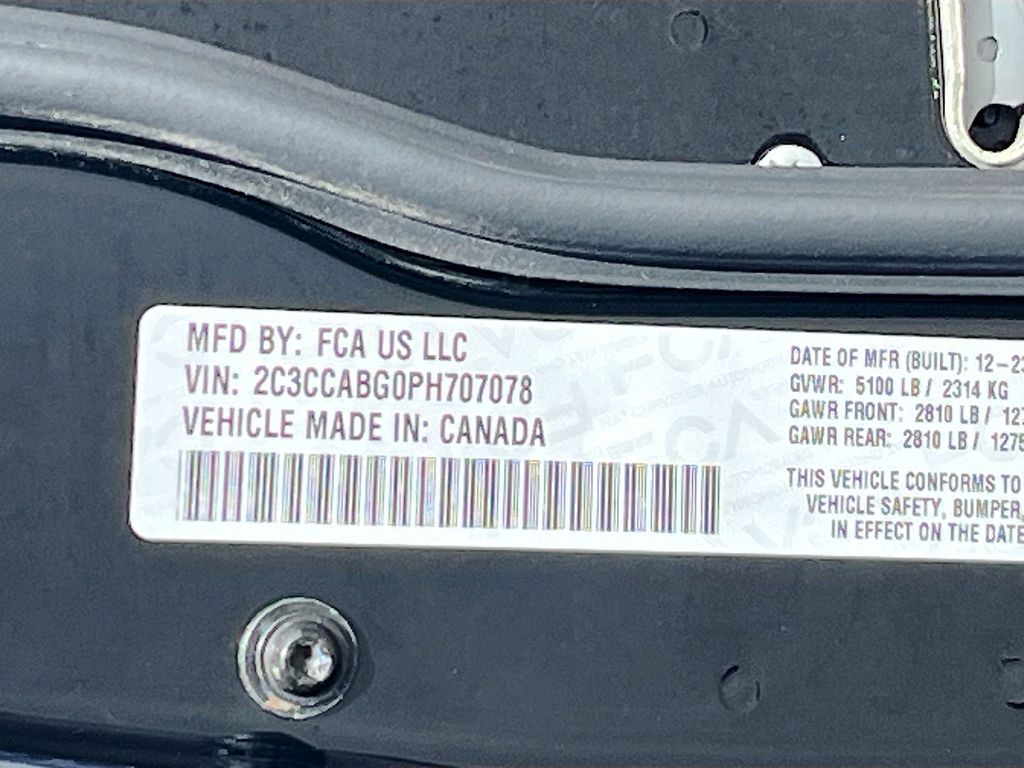 MFD BY: FCA US LLC
VIN: 2C3CCABG0PH707078
VEHICLE MADE IN: CANADA
DATE OF MFR (BUILT): 12-23
GVWR: 5100 LB / 2314 KG
GAWR FRONT: 2810 LB / 127
GAWR REAR: 2810 LB / 1275
THIS VEHICLE CONFORMS TO
VEHICLE SAFETY, BUMPER,
IN EFFECT ON THE DATE